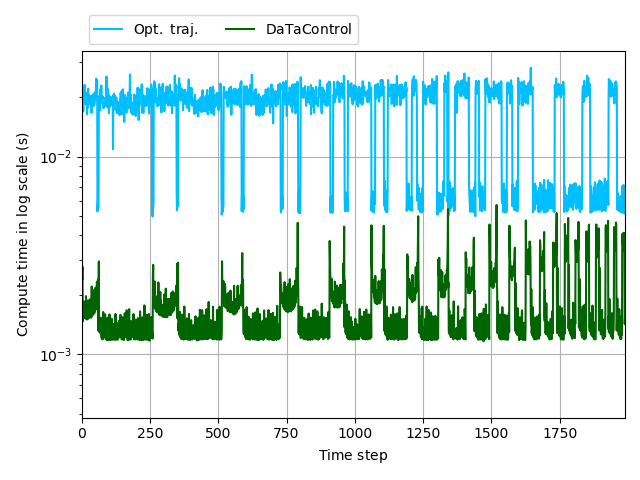 Opt. traj. DaTaControl
Compute time in log scale (s)
10⁻²
10⁻³
0 250 500 750 1000 1250 1500 1750
Time step